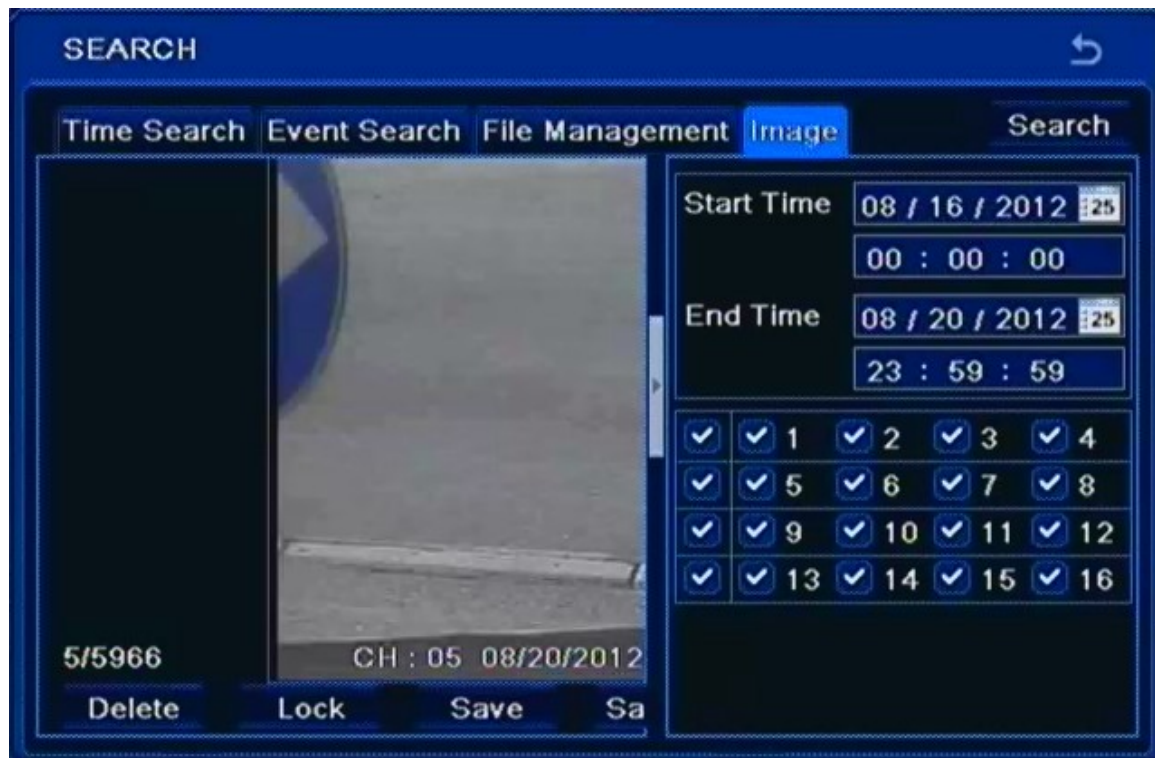 SEARCH
Time Search Event Search File Management Image Search
Start Time 08 / 16 / 2012 25
00 : 00 : 00
End Time 08 / 20 / 2012 25
23 : 59 : 59
1 2 3 4
5 6 7 8
9 10 11 12
13 14 15 16
5/5966 CH : 05 08/20/2012
Delete Lock Save Sa